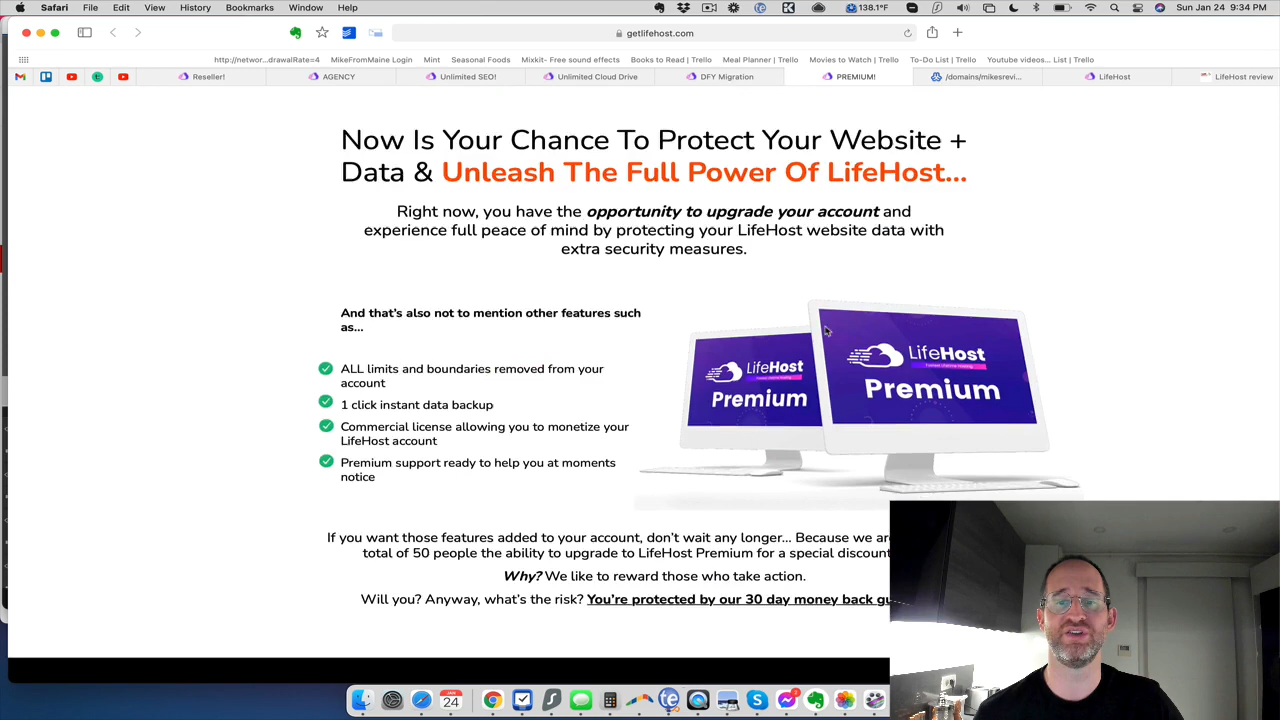 Safari File Edit View History Bookmarks Window Help 138.1°F Sun Jan 24 9:34 PM
getlifehost.com
http://networ...drawalRate=4 MikeFromMaine Login Mint Seasonal Foods Mixkit- Free sound effects Books to Read | Trello Meal Planner | Trello Movies to Watch | Trello To-Do List | Trello Youtube videos... List | Trello
Reseller! AGENCY Unlimited SEO! Unlimited Cloud Drive DFY Migration PREMIUM! /domains/mikesrevi... LifeHost LifeHost review
Now Is Your Chance To Protect Your Website +
Data & Unleash The Full Power Of LifeHost...
Right now, you have the opportunity to upgrade your account and
experience full peace of mind by protecting your LifeHost website data with
extra security measures.
And that's also not to mention other features such
as...
ALL limits and boundaries removed from your
account
1 click instant data backup
Commercial license allowing you to monetize your
LifeHost account
Premium support ready to help you at moments
notice
LifeHost
Premium
LifeHost
Premium
If you want those features added to your account, don't wait any longer... Because we are
total of 50 people the ability to upgrade to LifeHost Premium for a special discount
Why? We like to reward those who take action.
Will you? Anyway, what's the risk? You're protected by our 30 day money back gu
JAN
24